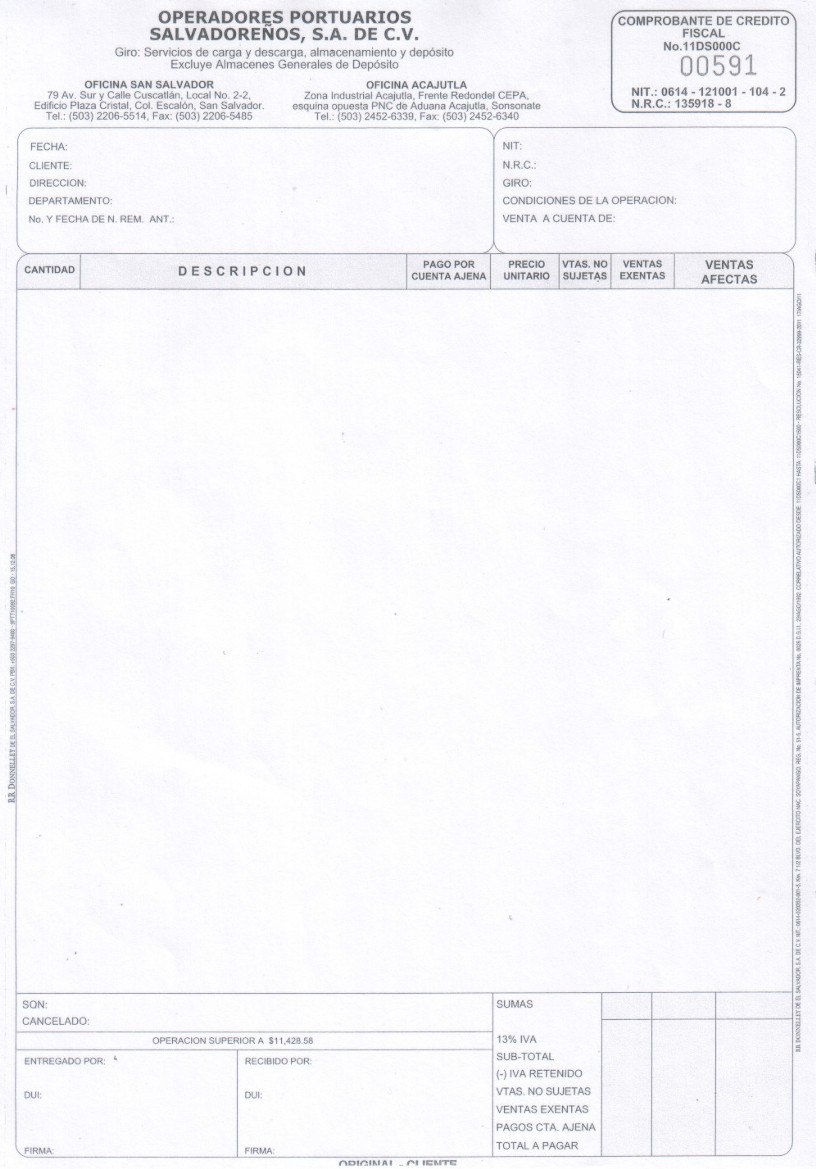 OPERADORES PORTUARIOS
SALVADOREÑOS, S.A. DE C.V.
Giro: Servicios de carga y descarga, almacenamiento y depósito
Excluye Almacenes Generales de Depósito
OFICINA SAN SALVADOR
79 Av. Sur y Calle Cuscatlán, Local No. 2-2,
Edificio Plaza Cristal, Col. Escalón, San Salvador.
Tel.: (503) 2206-5514, Fax: (503) 2206-5485
OFICINA ACAJUTLA
Zona Industrial Acajutla, Frente Redondel CEPA,
esquina opuesta PNC de Aduana Acajutla, Sonsonate
Tel.: (503) 2452-6339, Fax: (503) 2452-6340
COMPROBANTE DE CREDITO
FISCAL
No.11DS000C
00591
NIT.: 0614 - 121001 - 104 - 2
N.R.C.: 135918 - 8
FECHA:
CLIENTE:
DIRECCION:
DEPARTAMENTO:
No. Y FECHA DE N. REM. ANT.:
NIT:
N.R.C.:
GIRO:
CONDICIONES DE LA OPERACION:
VENTA A CUENTA DE:
CANTIDAD
DESCRIPCION
PAGO POR
CUENTA AJENA
PRECIO
UNITARIO
VTAS. NO
SUJETAS
VENTAS
EXENTAS
VENTAS
AFECTAS
R.R. DONNELLEY DE EL SALVADOR, S.A. DE C.V.
SON:
CANCELADO:
OPERACION SUPERIOR A $11,428.58
ENTREGADO POR:
DUI:
FIRMA:
RECIBIDO POR:
DUI:
FIRMA:
SUMAS
13% IVA
SUB-TOTAL
(-) IVA RETENIDO
VTAS. NO SUJETAS
VENTAS EXENTAS
PAGOS CTA. AJENA
TOTAL A PAGAR
ORIGINAL - CLIENTE